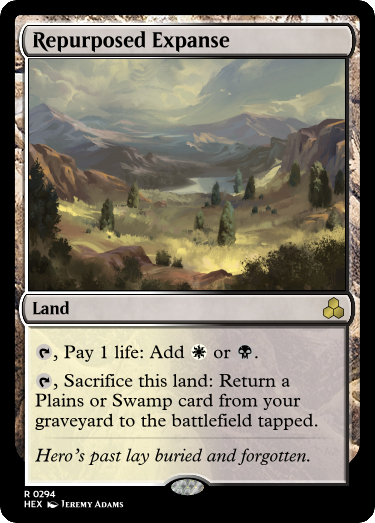 Repurposed Expanse
Land
, Pay 1 life: Add or .
, Sacrifice this land: Return a
Plains or Swamp card from your
graveyard to the battlefield tapped.
Hero's past lay buried and forgotten.
R 0294
HEX Jeremy Adams